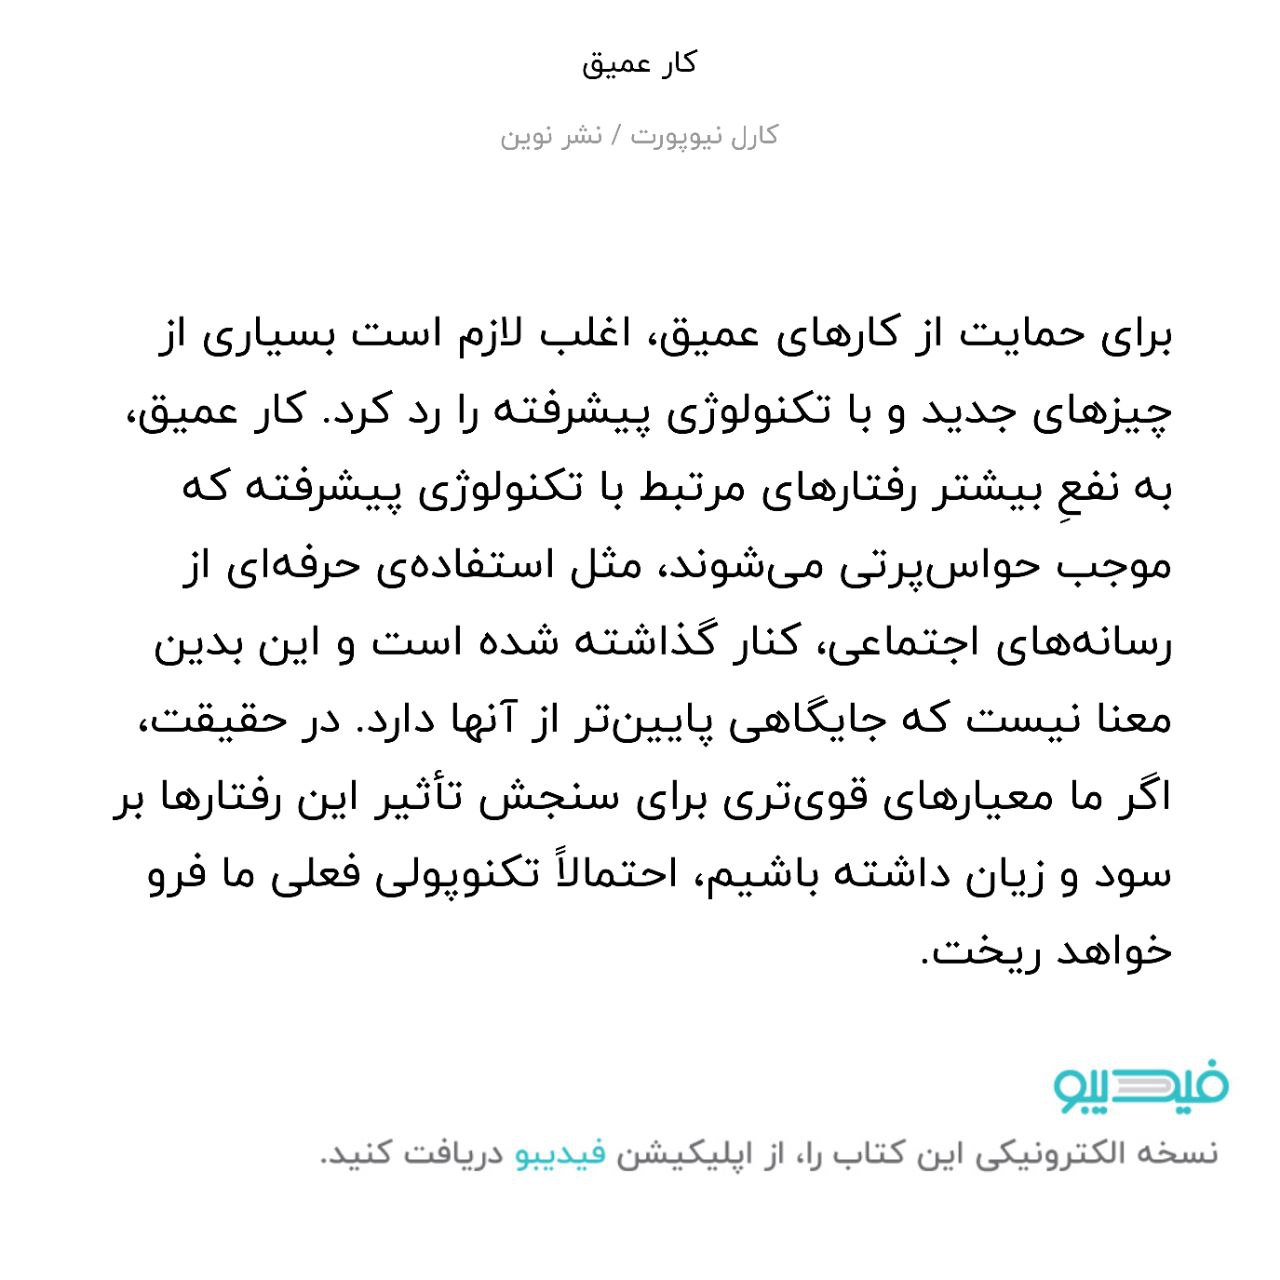 کار عمیق
کارل نیوپورت / نشر نوین
برای حمایت از کارهای عمیق، اغلب لازم است بسیاری از
چیزهای جدید و با تکنولوژی پیشرفته را رد کرد. کار عمیق،
به نفعِ بیشتر رفتارهای مرتبط با تکنولوژی پیشرفته که
موجب حواس‌پرتی می‌شوند، مثل استفاده‌ی حرفه‌ای از
رسانه‌های اجتماعی، کنار گذاشته شده است و این بدین
معنا نیست که جایگاهی پایین‌تر از آنها دارد. در حقیقت،
اگر ما معیارهای قوی‌تری برای سنجش تأثیر این رفتارها بر
سود و زیان داشته باشیم، احتمالاً تکنوپولی فعلی ما فرو
خواهد ریخت.
فیدیبو
نسخه الکترونیکی این کتاب را، از اپلیکیشن فیدیبو دریافت کنید.